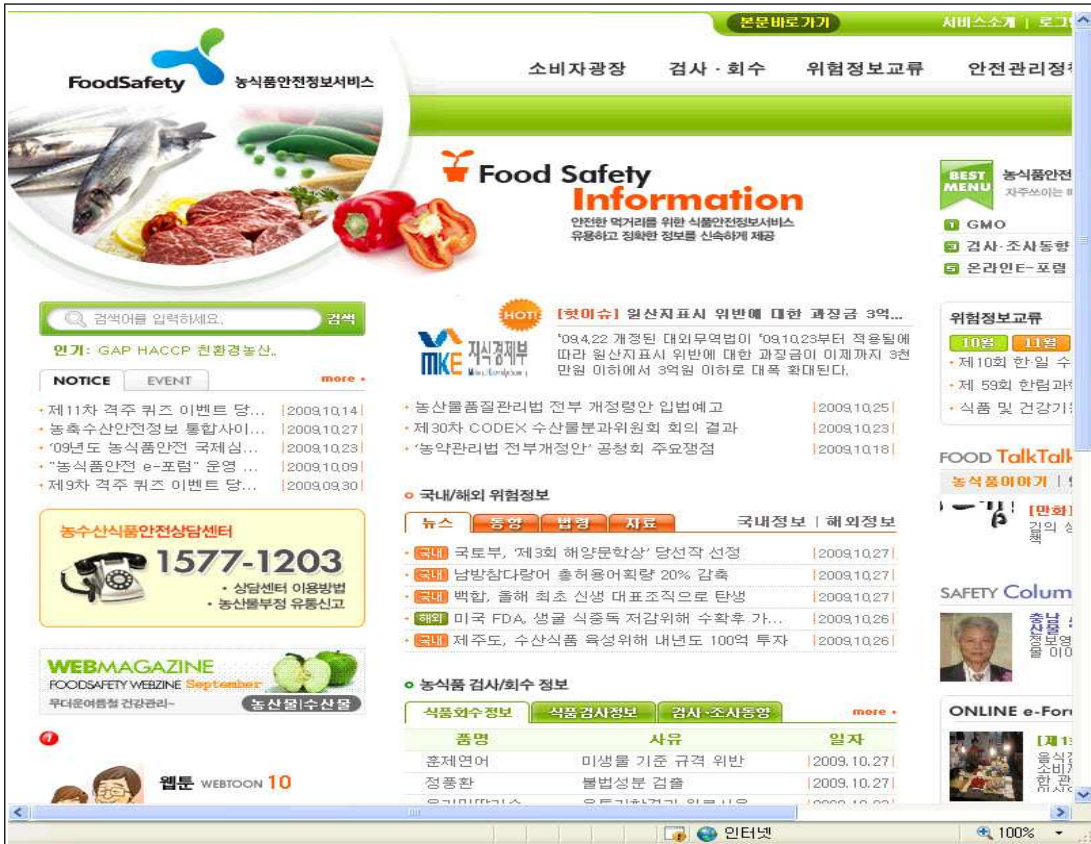 본문바로가기
서비스소개 | 로그인
FoodSafety 농식품안전정보서비스
소비자광장 검사 · 회수 위험정보교류 안전관리정책
Food Safety
Information
안전한 먹거리를 위한 식품안전정보서비스
유용하고 정확한 정보를 신속하게 제공
BEST
MENU
농식품안전
자주쓰이는
1 GMO
3 검사·조사동향
5 온라인E-포럼
검색어를 입력하세요. 검색
인기: GAP HACCP 친환경농산..
NOTICE EVENT more
제11차 격주 퀴즈 이벤트 당... |2009.10.14|
농축수산안전정보 통합사이... |2009.10.27|
'09년도 농식품안전 국제심... |2009.10.23|
"농식품안전 e-포럼" 운영 ... |2009.10.09|
제9차 격주 퀴즈 이벤트 당... |2009.09.30|
농수산식품안전상담센터
1577-1203
상담센터 이용방법
농산물부정 유통신고
WEBMAGAZINE
FOODSAFETY WEBZINE September
무더운여름철 건강관리~
농산물|수산물
1
웹툰 WEBTOON 10
HOT!
[핫이슈] 원산지표시 위반에 대한 과징금 3억...
MKE 지식경제부
'09.4.22 개정된 대외무역법이 '09.10.23부터 적용됨에
따라 원산지표시 위반에 대한 과징금이 이제까지 3천
만원 이하에서 3억원 이하로 대폭 확대된다.
농산물품질관리법 전부 개정령안 입법예고 |2009.10.25|
제30차 CODEX 수산물분과위원회 회의 결과 |2009.10.23|
'농약관리법 전부개정안' 공청회 주요쟁점 |2009.10.18|
국내/해외 위험정보
뉴스 동향 법령 자료 국내정보 | 해외정보
국내 국토부, '제3회 해양문학상' 당선작 선정 |2009.10.27|
국내 남방참다랑어 총허용어획량 20% 감축 |2009.10.27|
국내 백합, 올해 최초 신생 대표조직으로 탄생 |2009.10.27|
해외 미국 FDA, 생굴 식중독 저감위해 수확후 가... |2009.10.26|
국내 제주도, 수산식품 육성위해 내년도 100억 투자 |2009.10.26|
농식품 검사/회수 정보
식품회수정보 식품검사정보 검사·조사동향 more
품명 사유 일자
훈제연어 미생물 기준 규격 위반 |2009.10.27|
정풍환 불법성분 검출 |2009.10.27|
위험정보교류
10월 11월
제10회 한·일 수
제 59회 한림과학
식품 및 건강기능
FOOD TalkTalk
농식품이야기 |
[만화]
SAFETY Colum
ONLINE e-For
인터넷 100%